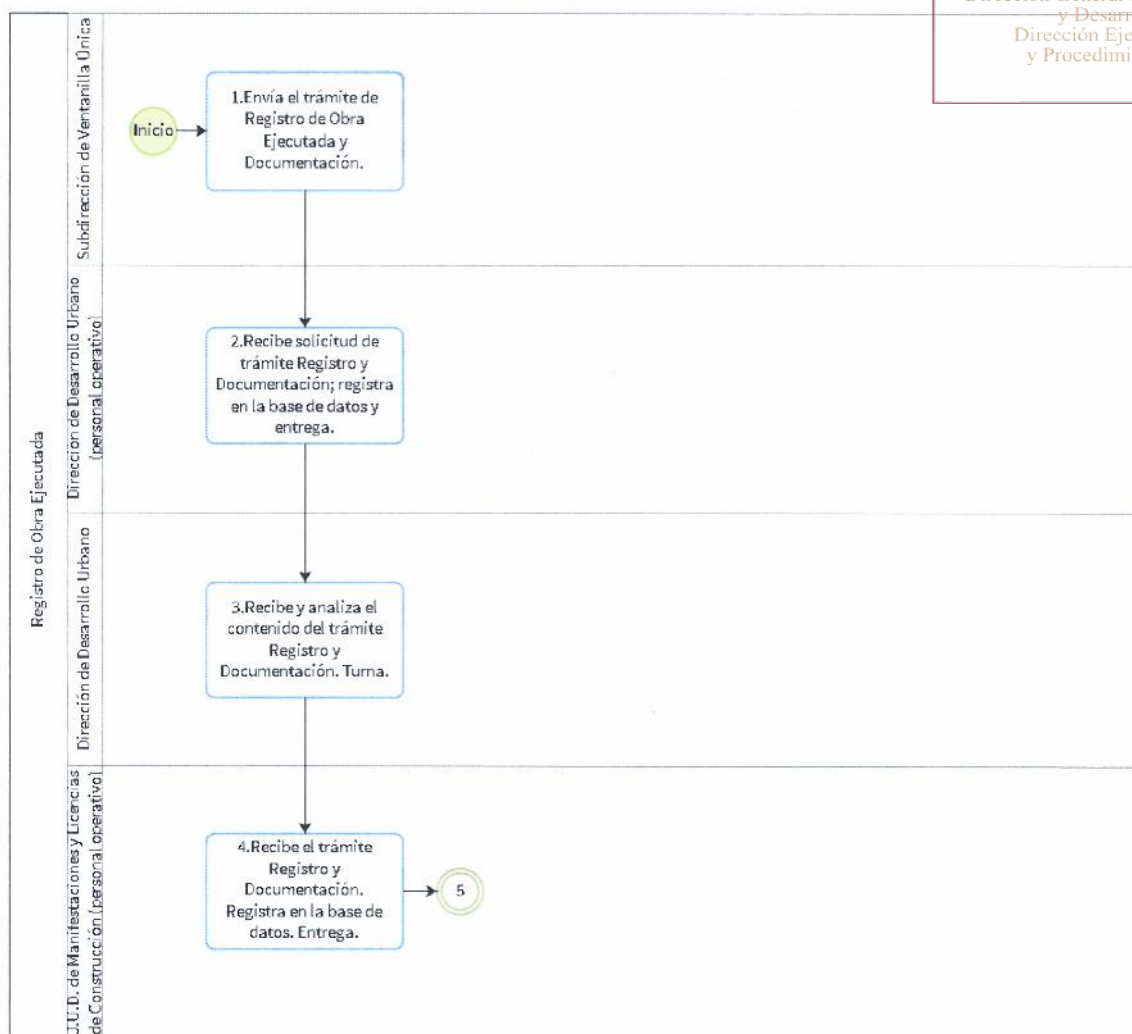 y Desarr
Dirección Eje
y Procedimi
Registro de Obra Ejecutada
Subdirección de Ventanilla Única
Inicio
1.Envía el trámite de
Registro de Obra
Ejecutada y
Documentación.
Dirección de Desarrollo Urbano
(personal operativo)
2.Recibe solicitud de
trámite Registro y
Documentación; registra
en la base de datos y
entrega.
Dirección de Desarrollo Urbano
3.Recibe y analiza el
contenido del trámite
Registro y
Documentación. Turna.
J.U.D. de Manifestaciones y Licencias
de Construcción (personal operativo)
4.Recibe el trámite
Registro y
Documentación.
Registra en la base de
datos. Entrega.
5